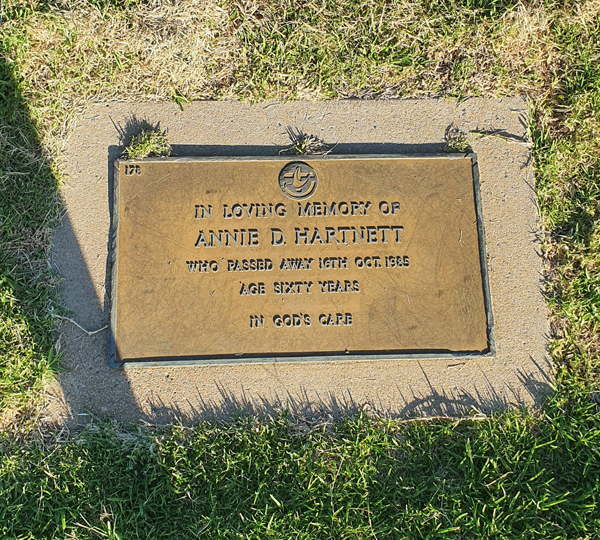 178
IN LOVING MEMORY OF
ANNIE D. HARTNETT
WHO PASSED AWAY 16TH OCT. 1985
AGE SIXTY YEARS
IN GOD'S CARE